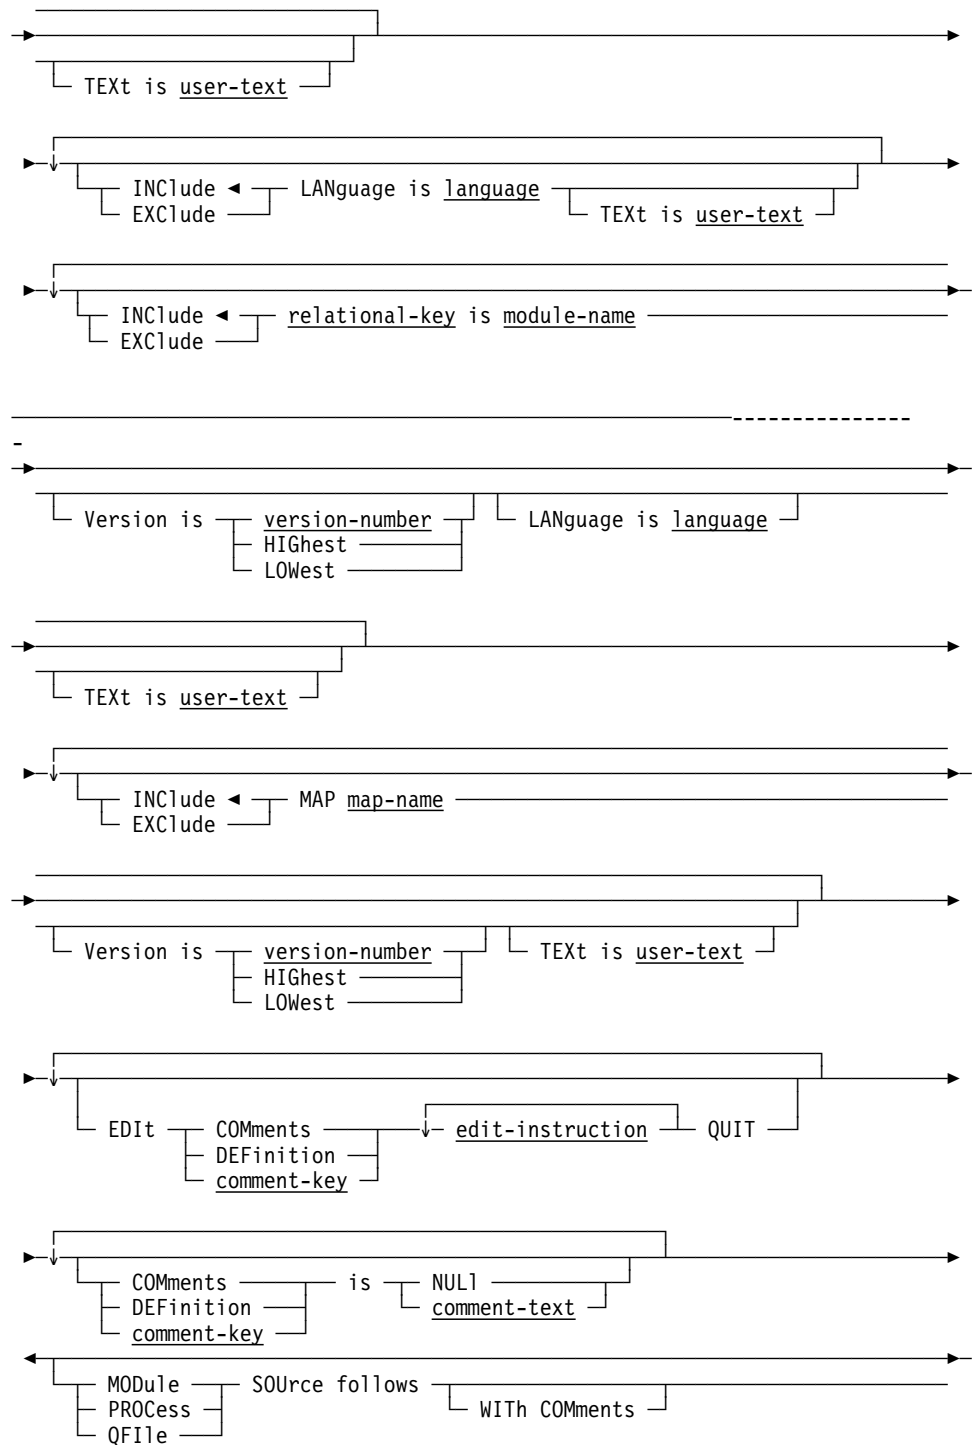 TEXt is user-text
INClude LANguage is language
EXClude TEXt is user-text
INClude relational-key is module-name
EXClude
Version is version-number LANguage is language
HIGhest
LOWest
TEXt is user-text
INClude MAP map-name
EXClude
Version is version-number TEXt is user-text
HIGhest
LOWest
EDIt COMments edit-instruction QUIT
DEFinition
comment-key
COMments is NULl
DEFinition comment-text
comment-key
MODule SOUrce follows
PROCess WITh COMments
QFIle